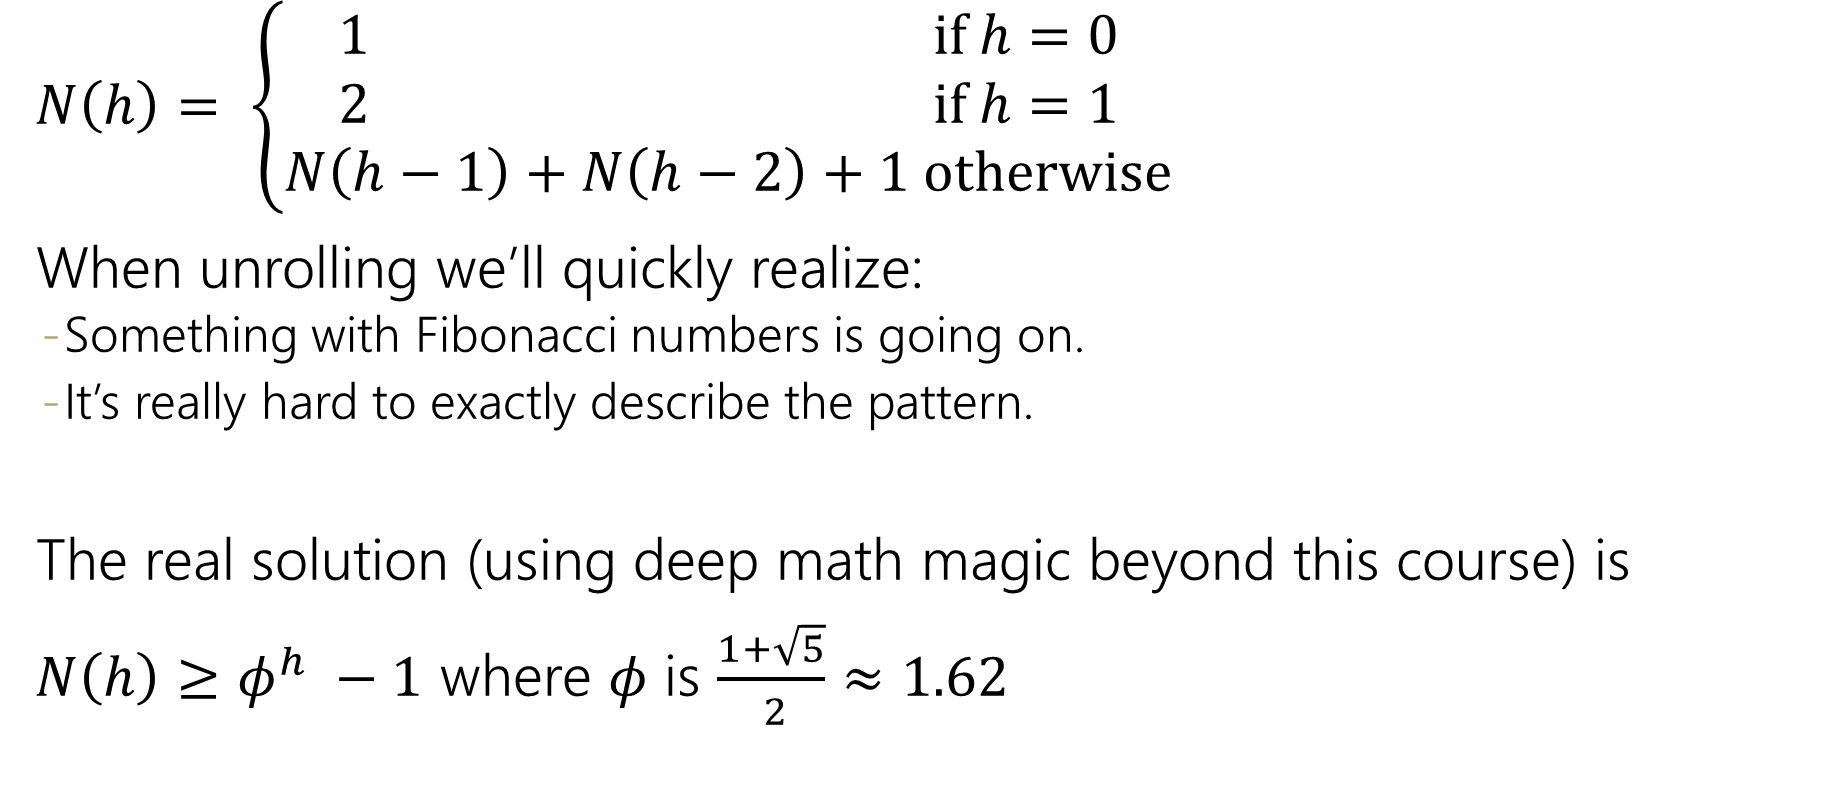 N(h) = { 1 if h = 0
2 if h = 1
N(h − 1) + N(h − 2) + 1 otherwise
When unrolling we’ll quickly realize:
-Something with Fibonacci numbers is going on.
-It’s really hard to exactly describe the pattern.
The real solution (using deep math magic beyond this course) is
N(h) ≥ ϕ^h − 1 where ϕ is (1+√5)/2 ≈ 1.62